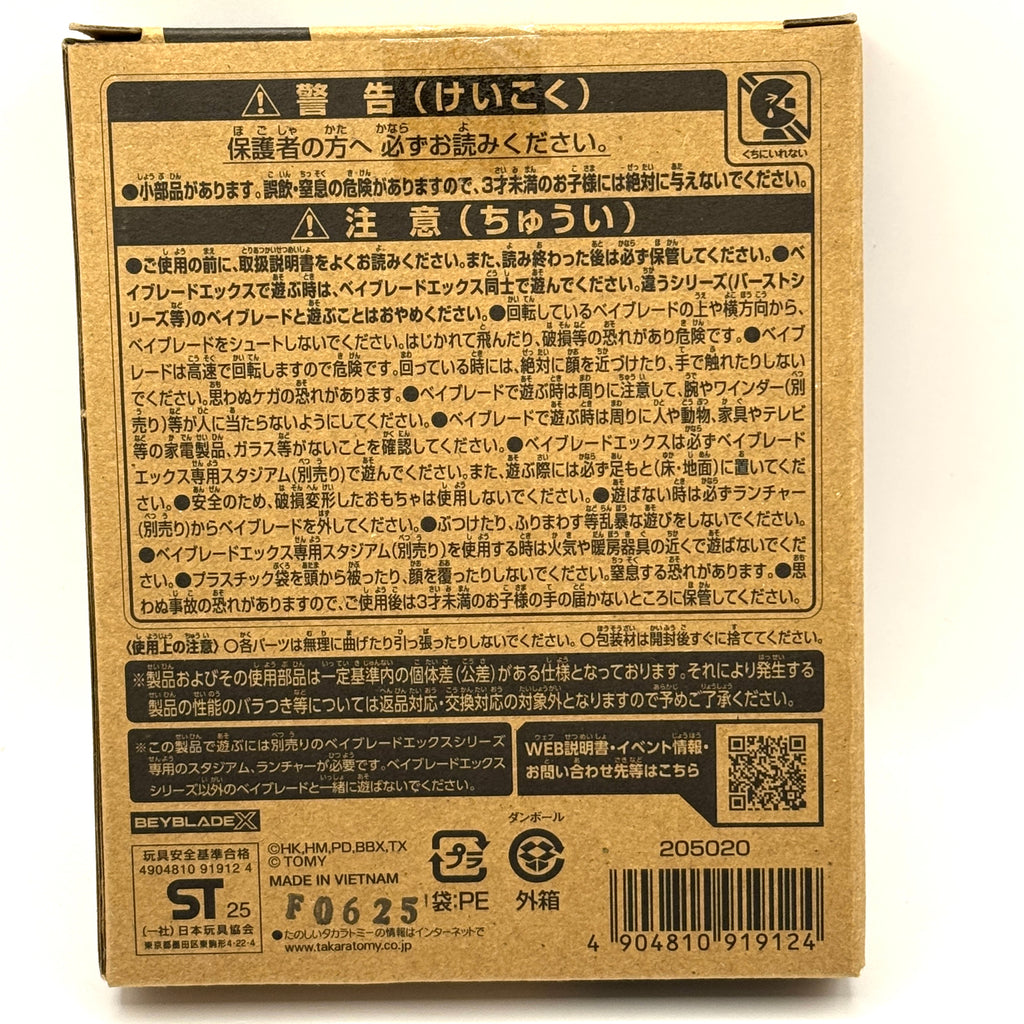 ⚠ 警告(けいこく)
くちにいれない
保護者の方へ 必ずお読みください。
●小部品があります。誤飲・窒息の危険がありますので、3才未満のお子様には絶対に与えないでください。
⚠ 注意(ちゅうい)
●ご使用の前に、取扱説明書をよくお読みください。また、読み終わった後は必ず保管してください。●ベ
イブレードエックスで遊ぶ時は、ベイブレードエックス同士で遊んでください。違うシリーズ(バーストシ
リーズ等)のベイブレードと遊ぶことはおやめください。●回転しているベイブレードの上や横方向から、
ベイブレードをシュートしないでください。はじかれて飛んだり、破損等の恐れがあり危険です。●ベイブ
レードは高速で回転しますので危険です。回っている時には、絶対に顔を近づけたり、手で触れたりしない
でください。思わぬケガの恐れがあります。●ベイブレードで遊ぶ時は周りに注意して、腕やワインダー(別
売り)等が人に当たらないようにしてください。●ベイブレードで遊ぶ時は周りに人や動物、家具やテレビ
等の家電製品、ガラス等がないことを確認してください。●ベイブレードエックスは必ずベイブレード
エックス専用スタジアム(別売り)で遊んでください。また、遊ぶ際には必ず足もと(床・地面)に置いてくだ
さい。●安全のため、破損変形したおもちゃは使用しないでください。●遊ばない時は必ずランチャー
(別売り)からベイブレードを外してください。●ぶつけたり、ふりまわす等乱暴な遊びをしないでください。
●ベイブレードエックス専用スタジアム(別売り)を使用する時は火気や暖房器具の近くで遊ばないでくだ
さい。●プラスチック袋を頭から被ったり、顔を覆ったりしないでください。窒息する恐れがあります。●思
わぬ事故の恐れがありますので、ご使用後は3才未満のお子様の手の届かないところに保管してください。
〈使用上の注意〉○各パーツは無理に曲げたり引っ張ったりしないでください。○包装材は開封後すぐに捨ててください。
※製品およびその使用部品は一定基準内の個体差(公差)がある仕様となっております。それにより発生する
製品の性能のバラつき等については返品対応・交換対応の対象外となりますので予めご了承ください。
※この製品で遊ぶには別売りのベイブレードエックスシリーズ
専用のスタジアム、ランチャーが必要です。ベイブレードエックス
シリーズ以外のベイブレードと一緒に遊ばないでください。
WEB説明書・イベント情報・
お問い合わせ先等はこちら
BEYBLADE X
玩具安全基準合格
4904810 91912 4
ST 25
(一社)日本玩具協会
東京都墨田区東駒形4-22-4
©HK,HM,PD,BBX,TX
© TOMY
MADE IN VIETNAM
F0625
●たのしいタカラトミーの情報はインターネットで
www.takaratomy.co.jp
プラ
袋:PE
ダンボール
外箱
205020
4 904810 919124